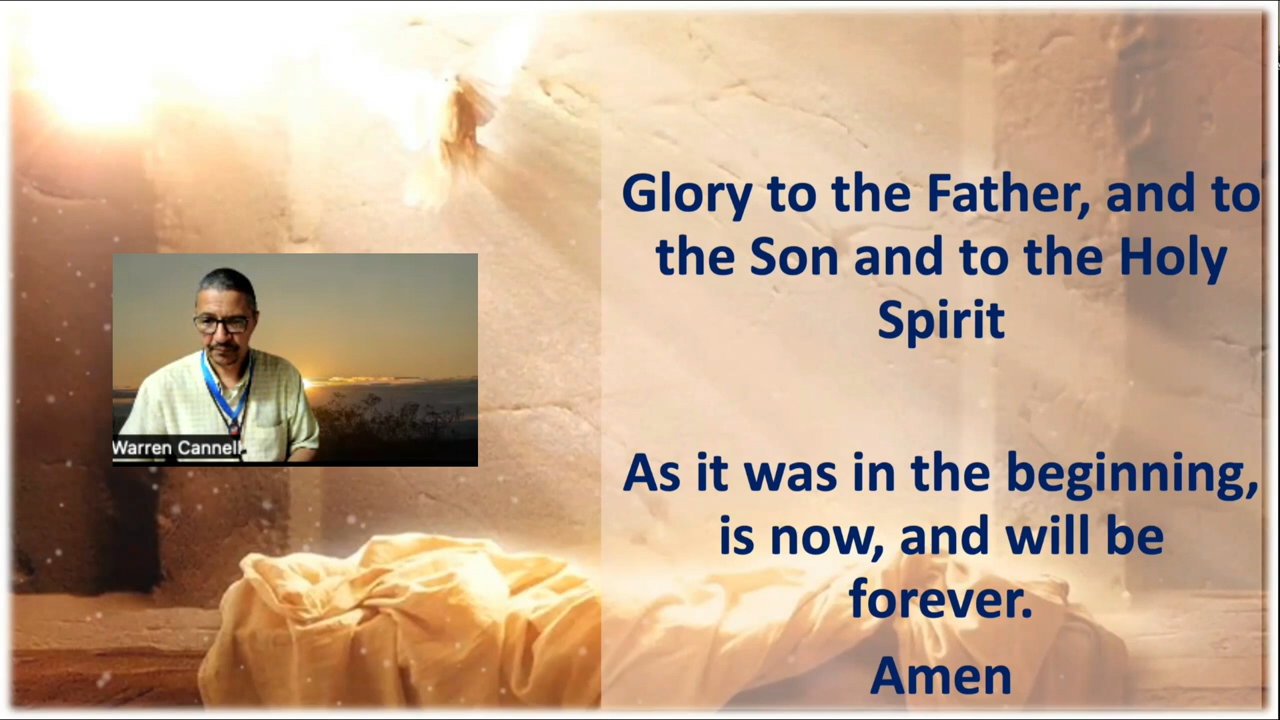 Glory to the Father, and to
the Son and to the Holy
Spirit
As it was in the beginning,
is now, and will be
forever.
Amen
Warren Cannell